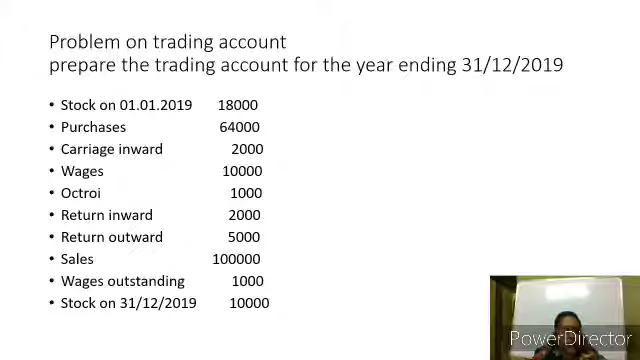 Problem on trading account
prepare the trading account for the year ending 31/12/2019
• Stock on 01.01.2019 18000
• Purchases 64000
• Carriage inward 2000
• Wages 10000
• Octroi 1000
• Return inward 2000
• Return outward 5000
• Sales 100000
• Wages outstanding 1000
• Stock on 31/12/2019 10000
PowerDirector